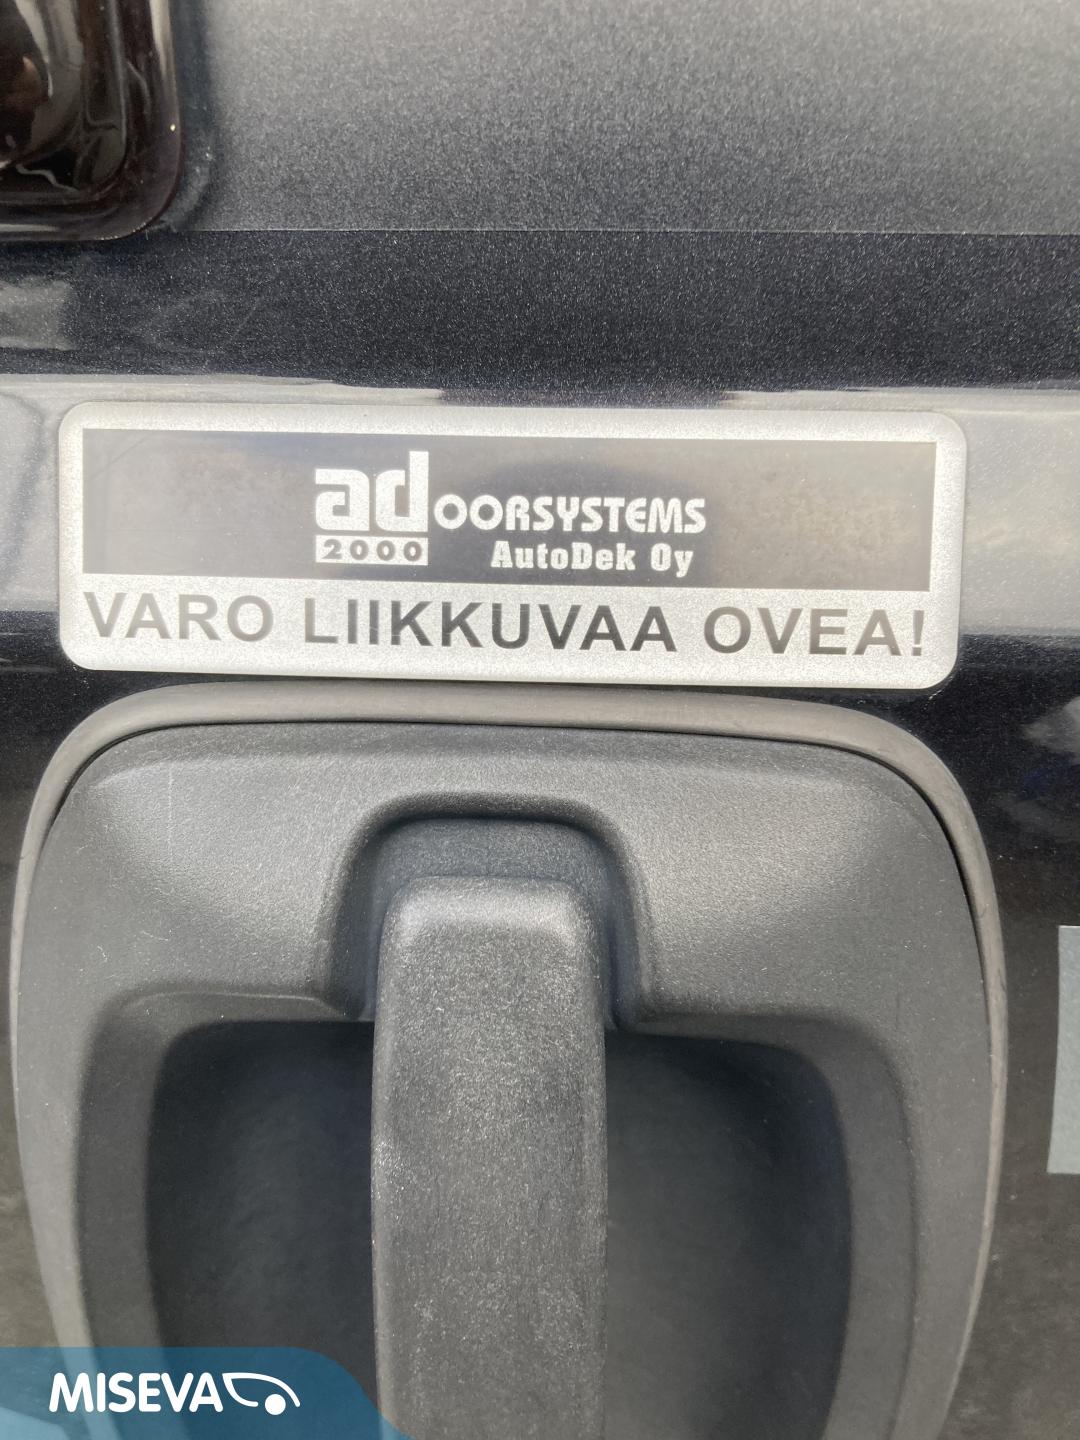 adOORSYSTEMS
2000 AutoDek Oy
VARO LIIKKUVAA OVEA!
MISEVA